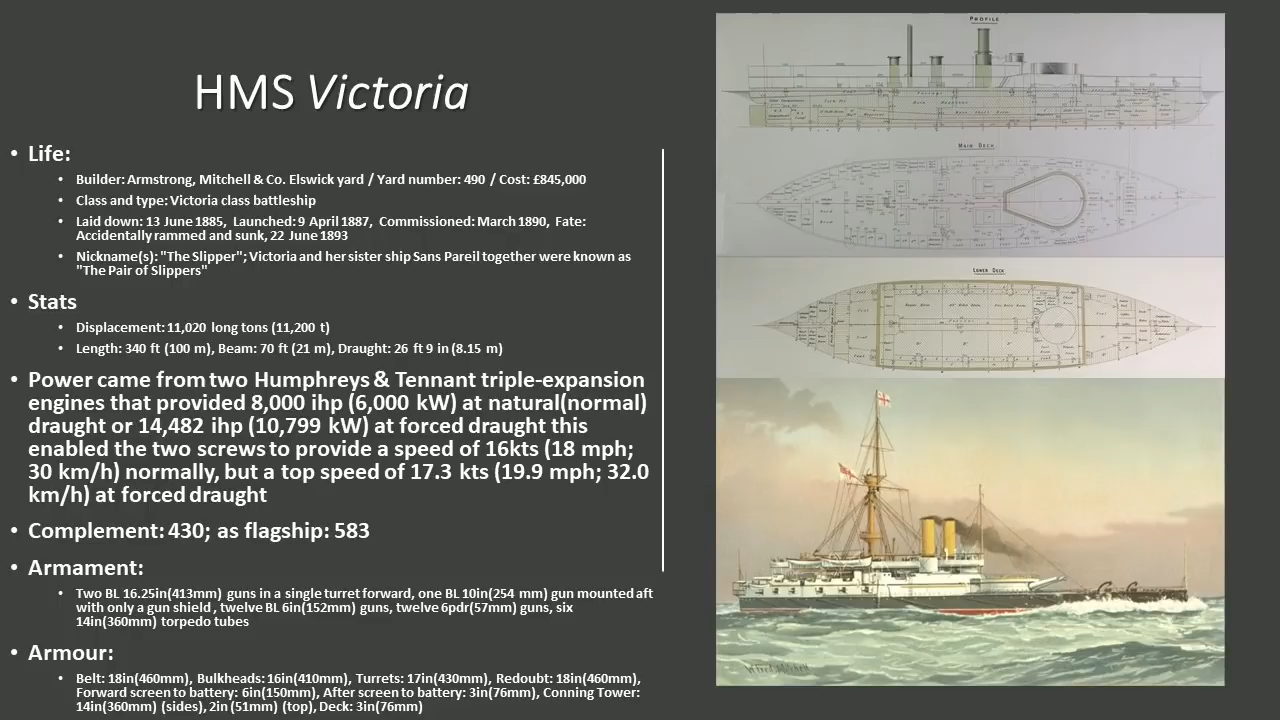 HMS Victoria
• Life:
• Builder: Armstrong, Mitchell & Co. Elswick yard / Yard number: 490 / Cost: £845,000
• Class and type: Victoria class battleship
• Laid down: 13 June 1885, Launched: 9 April 1887, Commissioned: March 1890, Fate:
Accidentally rammed and sunk, 22 June 1893
• Nickname(s): "The Slipper"; Victoria and her sister ship Sans Pareil together were known as
"The Pair of Slippers"
• Stats
• Displacement: 11,020 long tons (11,200 t)
• Length: 340 ft (100 m), Beam: 70 ft (21 m), Draught: 26 ft 9 in (8.15 m)
• Power came from two Humphreys & Tennant triple-expansion
engines that provided 8,000 ihp (6,000 kW) at natural(normal)
draught or 14,482 ihp (10,799 kW) at forced draught this
enabled the two screws to provide a speed of 16kts (18 mph;
30 km/h) normally, but a top speed of 17.3 kts (19.9 mph; 32.0
km/h) at forced draught
• Complement: 430; as flagship: 583
• Armament:
• Two BL 16.25in(413mm) guns in a single turret forward, one BL 10in(254 mm) gun mounted aft
with only a gun shield , twelve BL 6in(152mm) guns, twelve 6pdr(57mm) guns, six
14in(360mm) torpedo tubes
• Armour:
• Belt: 18in(460mm), Bulkheads: 16in(410mm), Turrets: 17in(430mm), Redoubt: 18in(460mm),
Forward screen to battery: 6in(150mm), After screen to battery: 3in(76mm), Conning Tower:
14in(360mm) (sides), 2in (51mm) (top), Deck: 3in(76mm)
PROFILE
MAIN DECK
LOWER DECK
W Fred Mitchell